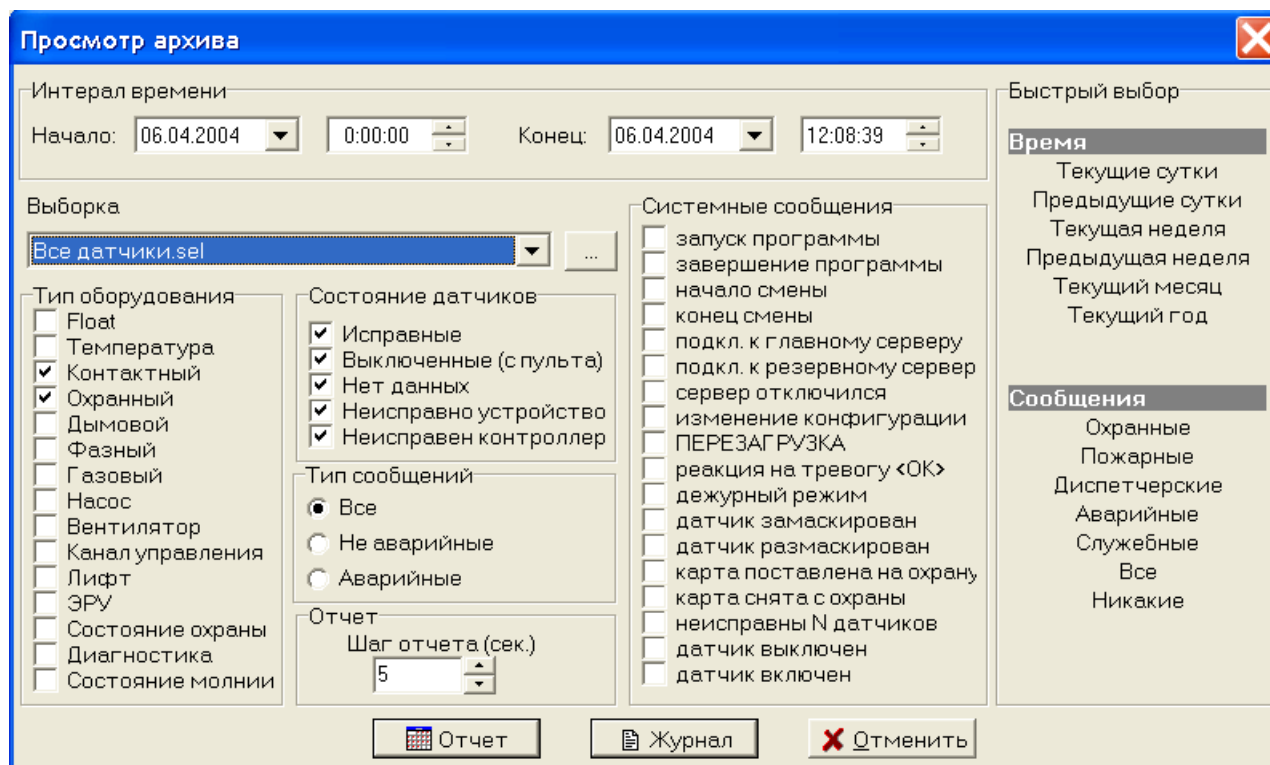 Просмотр архива
Интерал времени
Начало: 06.04.2004 0:00:00 Конец: 06.04.2004 12:08:39
Выборка
Все датчики.sel ...
Тип оборудования
Float
Температура
Контактный
Охранный
Дымовой
Фазный
Газовый
Насос
Вентилятор
Канал управления
Лифт
ЭРУ
Состояние охраны
Диагностика
Состояние молнии
Состояние датчиков
Исправные
Выключенные (с пульта)
Нет данных
Неисправно устройство
Неисправен контроллер
Тип сообщений
Все
Не аварийные
Аварийные
Отчет
Шаг отчета (сек.)
5
Системные сообщения
запуск программы
завершение программы
начало смены
конец смены
подкл. к главному серверу
подкл. к резервному сервер
сервер отключился
изменение конфигурации
ПЕРЕЗАГРУЗКА
реакция на тревогу <ОК>
дежурный режим
датчик замаскирован
датчик размаскирован
карта поставлена на охрану
карта снята с охраны
неисправны N датчиков
датчик выключен
датчик включен
Быстрый выбор
Время
Текущие сутки
Предыдущие сутки
Текущая неделя
Предыдущая неделя
Текущий месяц
Текущий год
Сообщения
Охранные
Пожарные
Диспетчерские
Аварийные
Служебные
Все
Никакие
Отчет
Журнал
Отменить